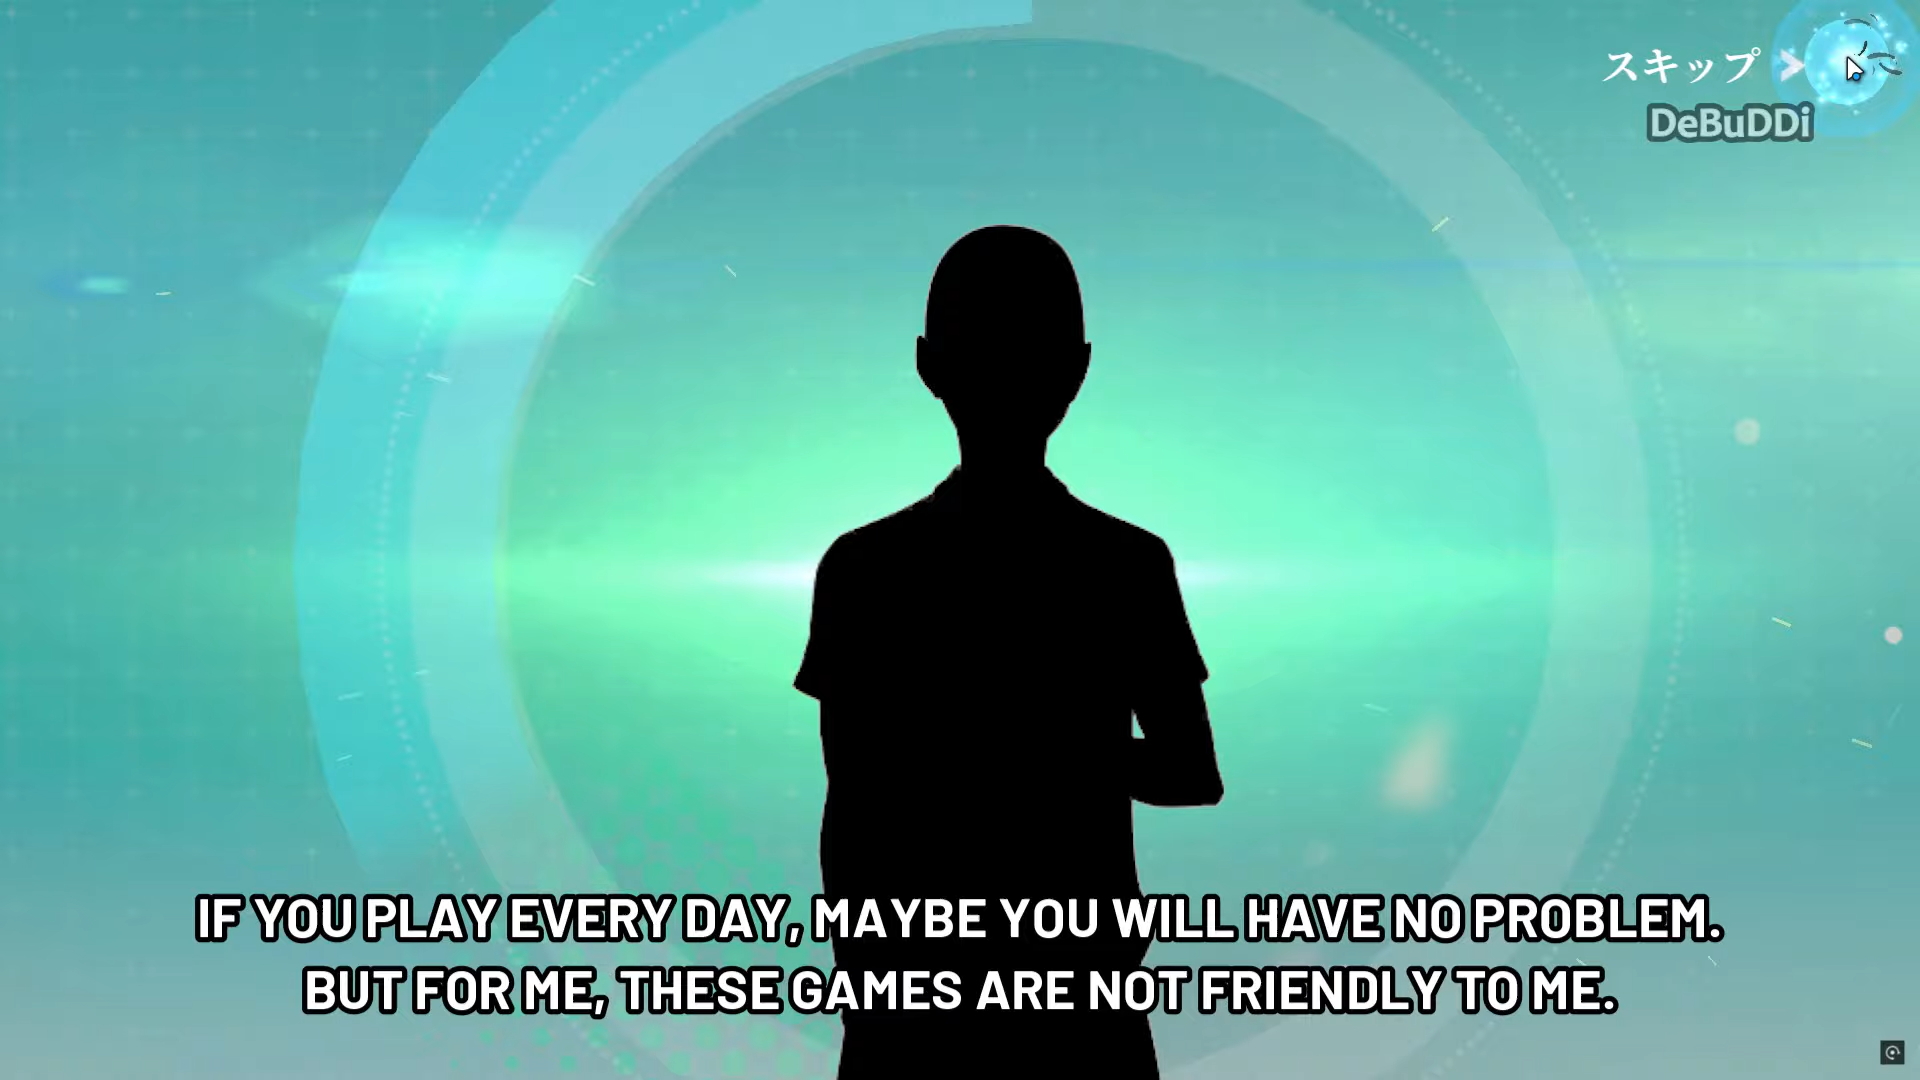 スキップ
DeBuDDi
IF YOU PLAY EVERY DAY, MAYBE YOU WILL HAVE NO PROBLEM.
BUT FOR ME, THESE GAMES ARE NOT FRIENDLY TO ME.